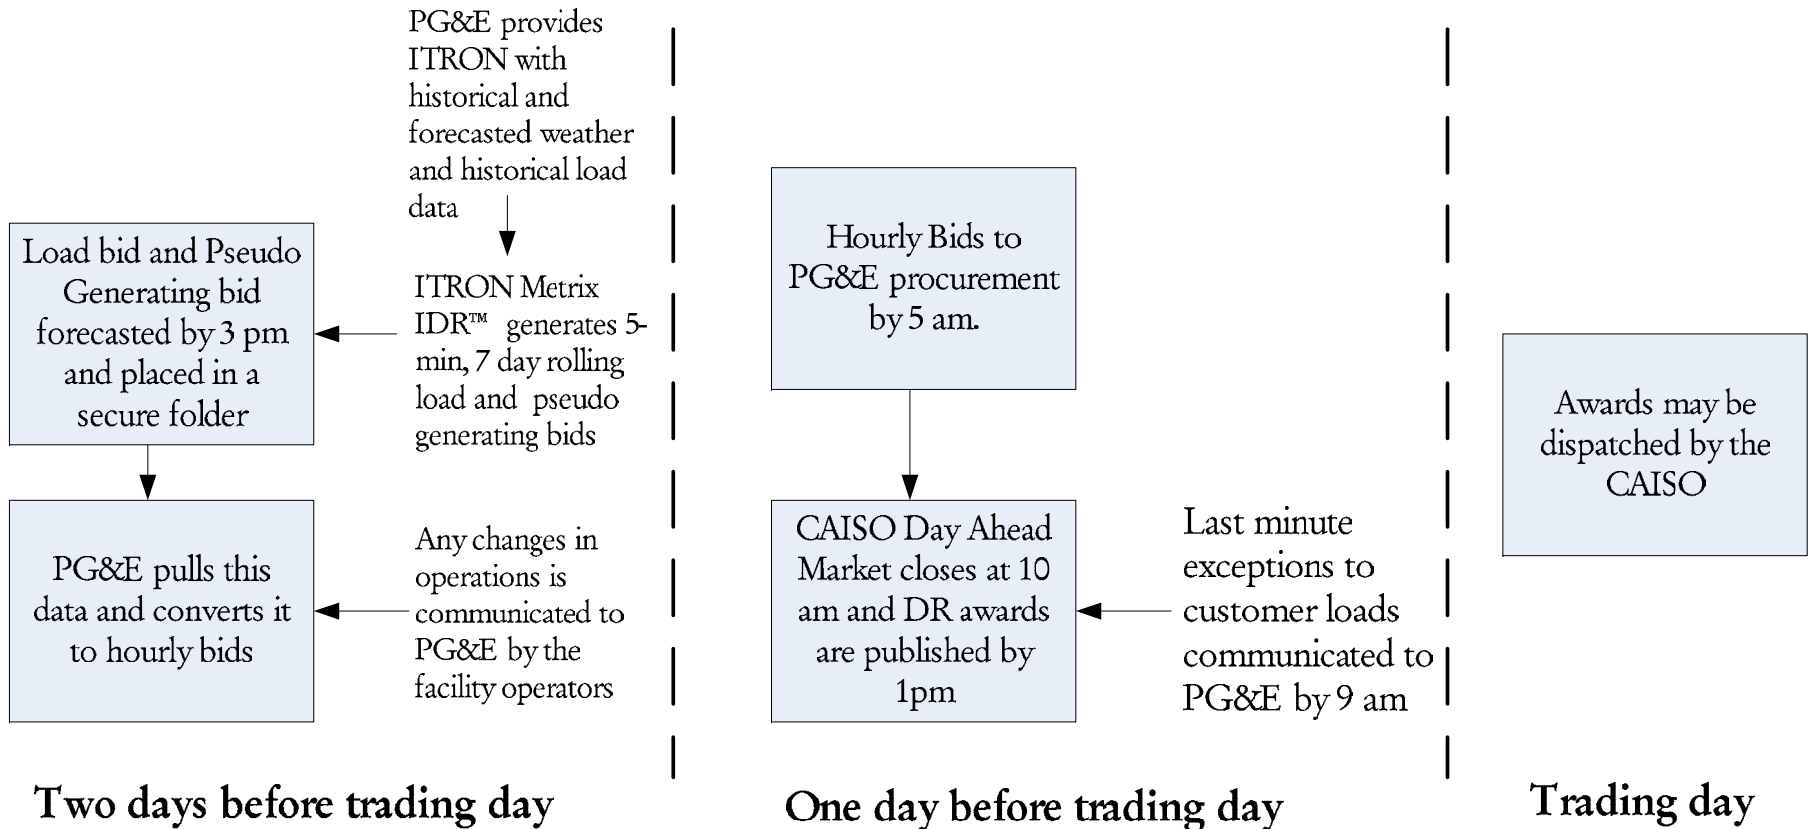 PG&E provides
ITRON with
historical and
forecasted weather
and historical load
data
Load bid and Pseudo
Generating bid
forecasted by 3 pm
and placed in a
secure folder
ITRON Metrix
IDR™ generates 5-
min, 7 day rolling
load and pseudo
generating bids
PG&E pulls this
data and converts it
to hourly bids
Any changes in
operations is
communicated to
PG&E by the
facility operators
Two days before trading day
Hourly Bids to
PG&E procurement
by 5 am.
CAISO Day Ahead
Market closes at 10
am and DR awards
are published by
1pm
Last minute
exceptions to
customer loads
communicated to
PG&E by 9 am
One day before trading day
Awards may be
dispatched by the
CAISO
Trading day